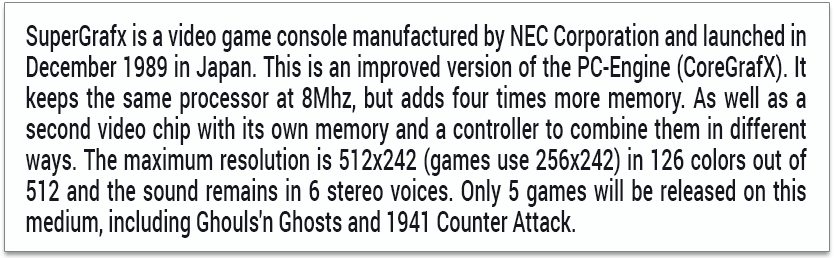 SuperGrafx is a video game console manufactured by NEC Corporation and launched in
December 1989 in Japan. This is an improved version of the PC-Engine (CoreGrafX). It
keeps the same processor at 8Mhz, but adds four times more memory. As well as a
second video chip with its own memory and a controller to combine them in different
ways. The maximum resolution is 512x242 (games use 256x242) in 126 colors out of
512 and the sound remains in 6 stereo voices. Only 5 games will be released on this
medium, including Ghouls'n Ghosts and 1941 Counter Attack.